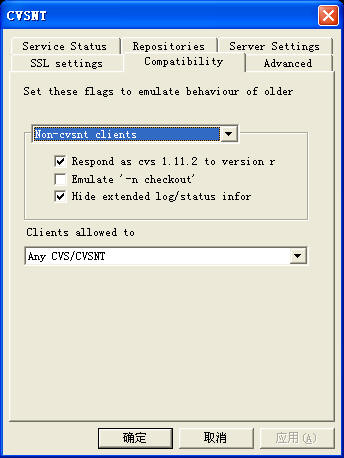 CVSNT
Service Status Repositories Server Settings
SSL settings Compatibility Advanced
Set these flags to emulate behaviour of older
Non-cvsnt clients
Respond as cvs 1.11.2 to version r
Emulate '-n checkout'
Hide extended log/status infor
Clients allowed to
Any CVS/CVSNT
确定 取消 应用(A)